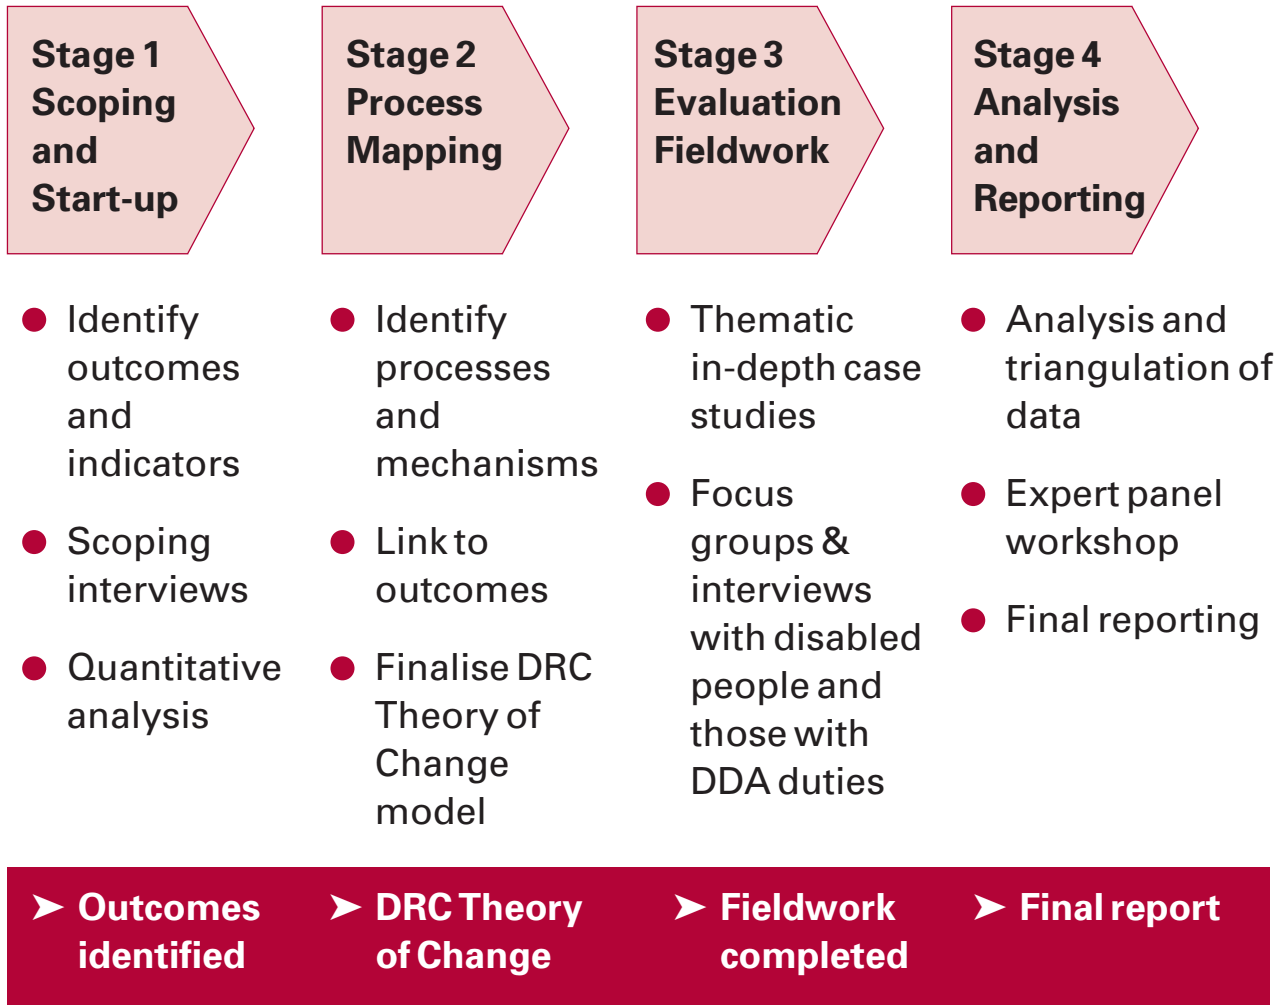 Stage 1
Scoping
and
Start-up
Stage 2
Process
Mapping
Stage 3
Evaluation
Fieldwork
Stage 4
Analysis
and
Reporting
Identify
outcomes
and
indicators
Scoping
interviews
Quantitative
analysis
Identify
processes
and
mechanisms
Link to
outcomes
Finalise DRC
Theory of
Change
model
Thematic
in-depth case
studies
Focus
groups &
interviews
with disabled
people and
those with
DDA duties
Analysis and
triangulation of
data
Expert panel
workshop
Final reporting
Outcomes
identified
DRC Theory
of Change
Fieldwork
completed
Final report